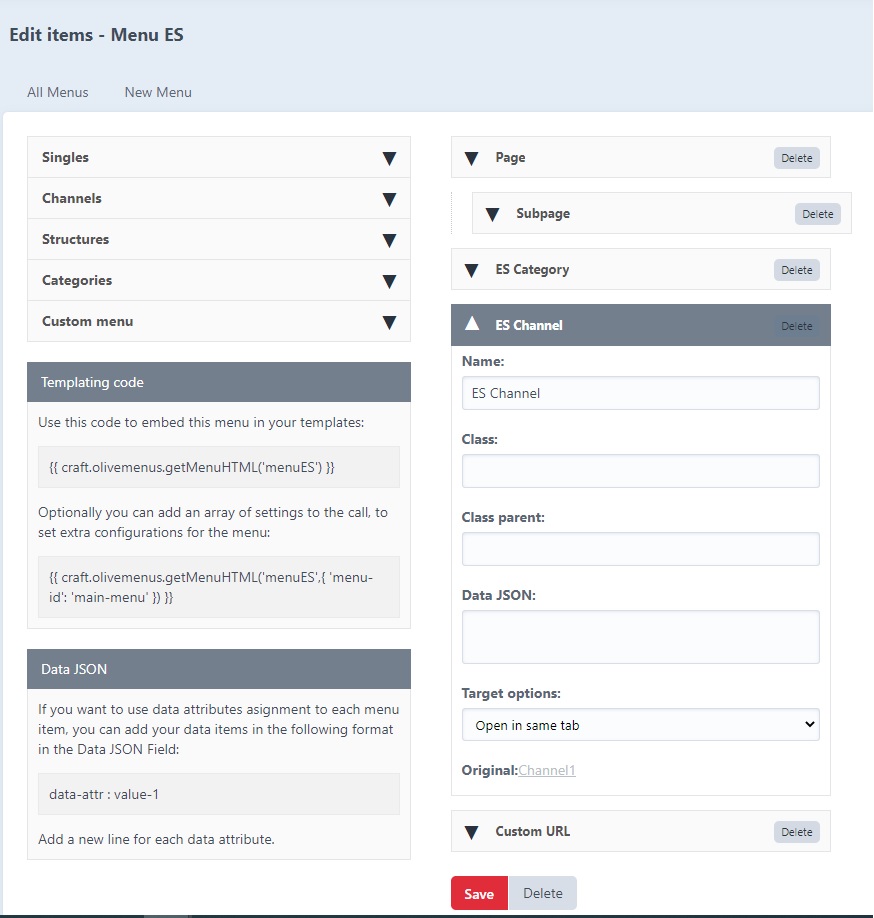 Edit items - Menu ES
All Menus New Menu
Singles
Channels
Structures
Categories
Custom menu
Templating code
Use this code to embed this menu in your templates:
{{ craft.olivemenus.getMenuHTML('menuES') }}
Optionally you can add an array of settings to the call, to
set extra configurations for the menu:
{{ craft.olivemenus.getMenuHTML('menuES',{ 'menu-
id': 'main-menu' }) }}
Data JSON
If you want to use data attributes asignment to each menu
item, you can add your data items in the following format
in the Data JSON Field:
data-attr : value-1
Add a new line for each data attribute.
Page Delete
Subpage Delete
ES Category Delete
ES Channel Delete
Name:
ES Channel
Class:
Class parent:
Data JSON:
Target options:
Open in same tab
Original:Channel1
Custom URL Delete
Save Delete